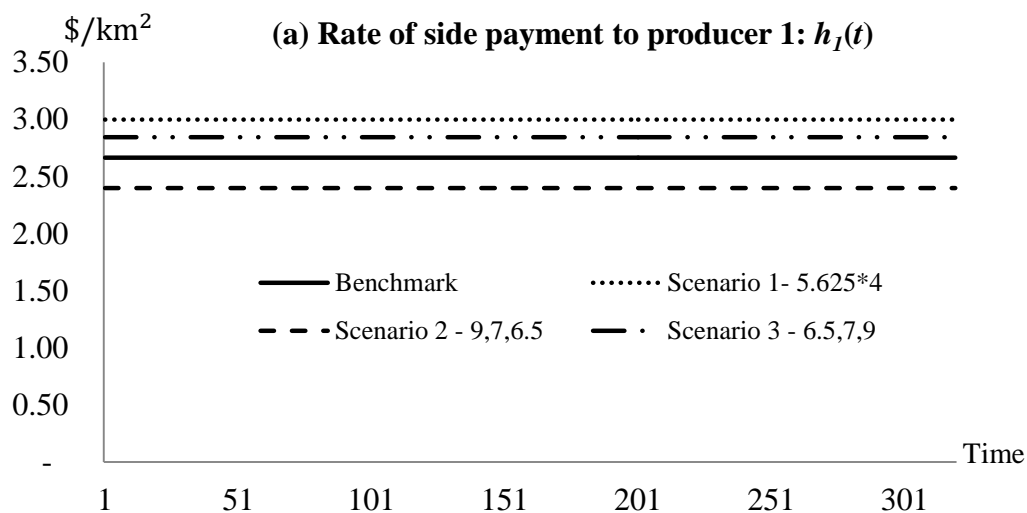 $/km²
(a) Rate of side payment to producer 1: h₁(t)
3.50
3.00
2.50
2.00
1.50
1.00
0.50
-
Benchmark
Scenario 1- 5.625*4
Scenario 2 - 9,7,6.5
Scenario 3 - 6.5,7,9
Time
1 51 101 151 201 251 301